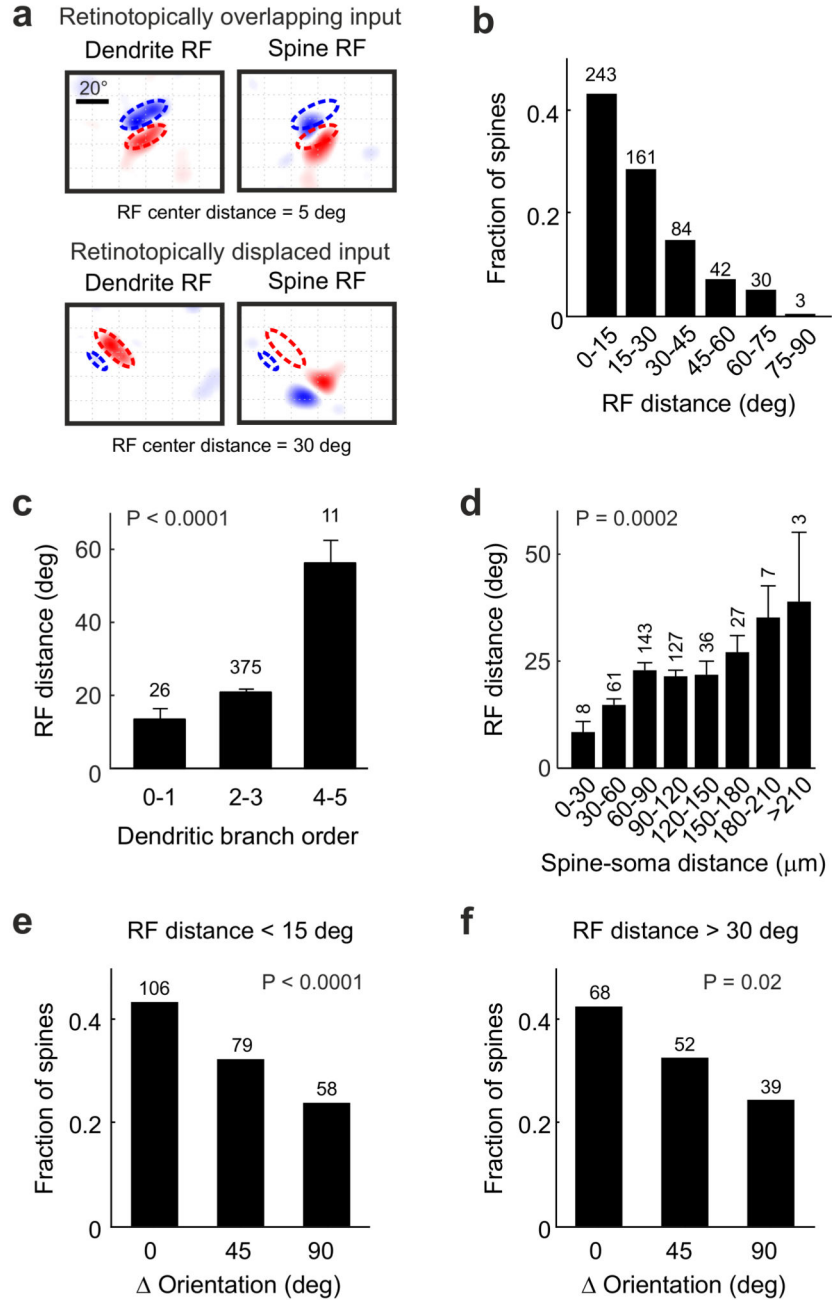 a
Retinotopically overlapping input
Dendrite RF Spine RF
20°
RF center distance = 5 deg
Retinotopically displaced input
Dendrite RF Spine RF
RF center distance = 30 deg
b
Fraction of spines
0.4
0.2
0
243
161
84
42
30
3
0-15
15-30
30-45
45-60
60-75
75-90
RF distance (deg)
c
P < 0.0001
RF distance (deg)
60
40
20
0
26
375
11
0-1 2-3 4-5
Dendritic branch order
d
P = 0.0002
RF distance (deg)
50
25
0
8
61
143
127
36
27
7
3
0-30
30-60
60-90
90-120
120-150
150-180
180-210
>210
Spine-soma distance (μm)
e
RF distance < 15 deg
P < 0.0001
Fraction of spines
0.4
0.2
0
106
79
58
0 45 90
Δ Orientation (deg)
f
RF distance > 30 deg
P = 0.02
Fraction of spines
0.4
0.2
0
68
52
39
0 45 90
Δ Orientation (deg)